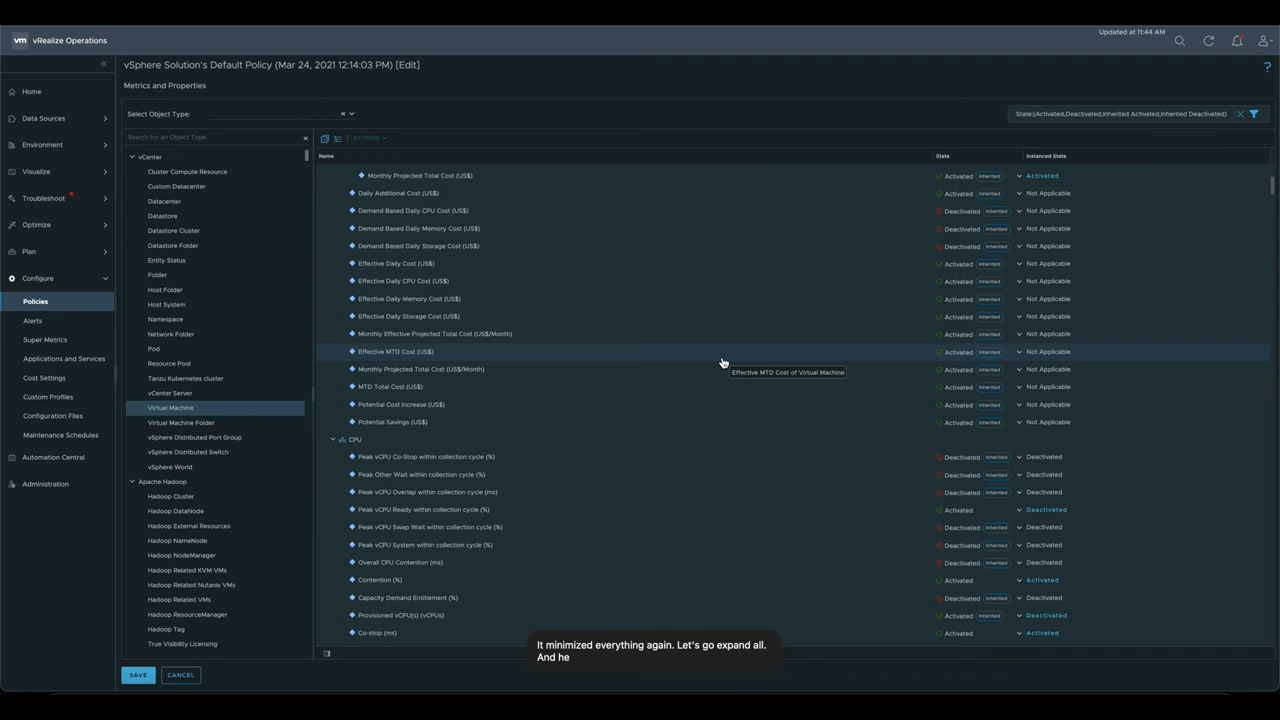 Updated at 11:44 AM
vm vRealize Operations
vSphere Solution's Default Policy (Mar 24, 2021 12:14:03 PM) [Edit]
?
Metrics and Properties
Home
Data Sources
Environment
Visualize
Troubleshoot
Optimize
Plan
Configure
Policies
Alerts
Super Metrics
Applications and Services
Cost Settings
Custom Profiles
Configuration Files
Maintenance Schedules
Automation Central
Administration
Select Object Type:
State:(Activated,Deactivated,Inherited Activated,Inherited Deactivated)
Search for an Object Type
vCenter
Cluster Compute Resource
Custom Datacenter
Datacenter
Datastore
Datastore Cluster
Datastore Folder
Entity Status
Folder
Host Folder
Host System
Namespace
Network Folder
Pod
Resource Pool
Tanzu Kubernetes cluster
vCenter Server
Virtual Machine
Virtual Machine Folder
vSphere Distributed Port Group
vSphere Distributed Switch
vSphere World
Apache Hadoop
Hadoop Cluster
Hadoop DataNode
Hadoop External Resources
Hadoop NameNode
Hadoop NodeManager
Hadoop Related KVM VMs
Hadoop Related Nutanix VMs
Hadoop Related VMs
Hadoop ResourceManager
Hadoop Tag
True Visibility Licensing
ACTIONS
Name State Instanced State
Monthly Projected Total Cost (US$) Activated Inherited Activated
Daily Additional Cost (US$) Activated Inherited Not Applicable
Demand Based Daily CPU Cost (US$) Deactivated Inherited Not Applicable
Demand Based Daily Memory Cost (US$) Deactivated Inherited Not Applicable
Demand Based Daily Storage Cost (US$) Deactivated Inherited Not Applicable
Effective Daily Cost (US$) Activated Inherited Not Applicable
Effective Daily CPU Cost (US$) Activated Inherited Not Applicable
Effective Daily Memory Cost (US$) Activated Inherited Not Applicable
Effective Daily Storage Cost (US$) Activated Inherited Not Applicable
Monthly Effective Projected Total Cost (US$/Month) Activated Inherited Not Applicable
Effective MTD Cost (US$) Activated Inherited Not Applicable
Monthly Projected Total Cost (US$/Month) Activated Inherited Not Applicable
Effective MTD Cost of Virtual Machine
MTD Total Cost (US$) Activated Inherited Not Applicable
Potential Cost Increase (US$) Activated Inherited Not Applicable
Potential Savings (US$) Activated Inherited Not Applicable
CPU
Peak vCPU Co-Stop within collection cycle (%) Deactivated Inherited Deactivated
Peak Other Wait within collection cycle (%) Deactivated Inherited Deactivated
Peak vCPU Overlap within collection cycle (ms) Deactivated Inherited Deactivated
Peak vCPU Ready within collection cycle (%) Activated Deactivated
Peak vCPU Swap Wait within collection cycle (%) Deactivated Inherited Deactivated
Peak vCPU System within collection cycle (%) Deactivated Inherited Deactivated
Overall CPU Contention (ms) Deactivated Inherited Deactivated
Contention (%) Activated Activated
Capacity Demand Entitlement (%) Deactivated Inherited Deactivated
Provisioned vCPU(s) (vCPUs) Activated Inherited Deactivated
Co-stop (ms) Activated Activated
It minimized everything again. Let's go expand all.
And he
SAVE CANCEL